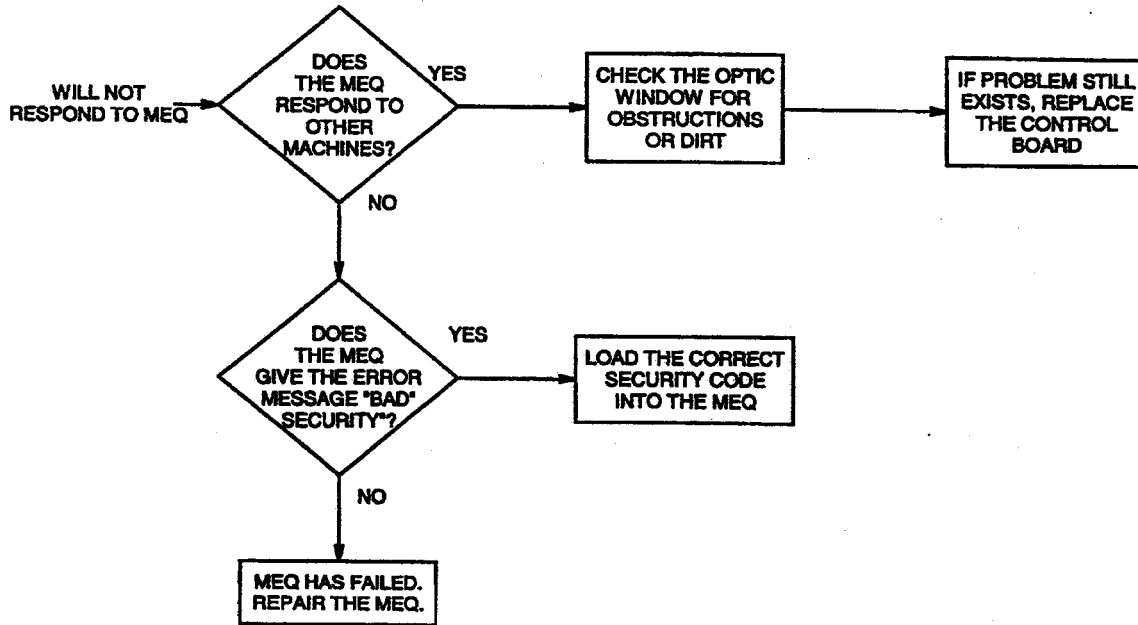 WILL NOT
RESPOND TO MEQ
DOES
THE MEQ
RESPOND TO
OTHER
MACHINES?
YES
CHECK THE OPTIC
WINDOW FOR
OBSTRUCTIONS
OR DIRT
IF PROBLEM STILL
EXISTS, REPLACE
THE CONTROL
BOARD
NO
DOES
THE MEQ
GIVE THE ERROR
MESSAGE "BAD"
SECURITY"?
YES
LOAD THE CORRECT
SECURITY CODE
INTO THE MEQ
NO
MEQ HAS FAILED.
REPAIR THE MEQ.